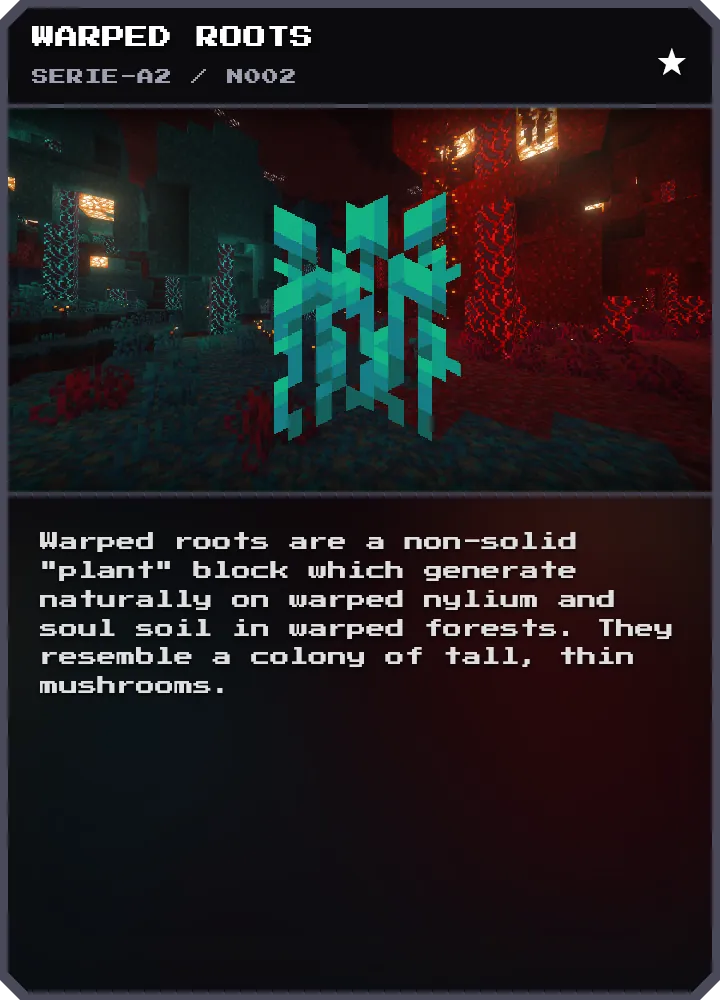 WARPED ROOTS
SERIE-A2 / N002
Warped roots are a non-solid
"plant" block which generate
naturally on warped nylium and
soul soil in warped forests. They
resemble a colony of tall, thin
mushrooms.